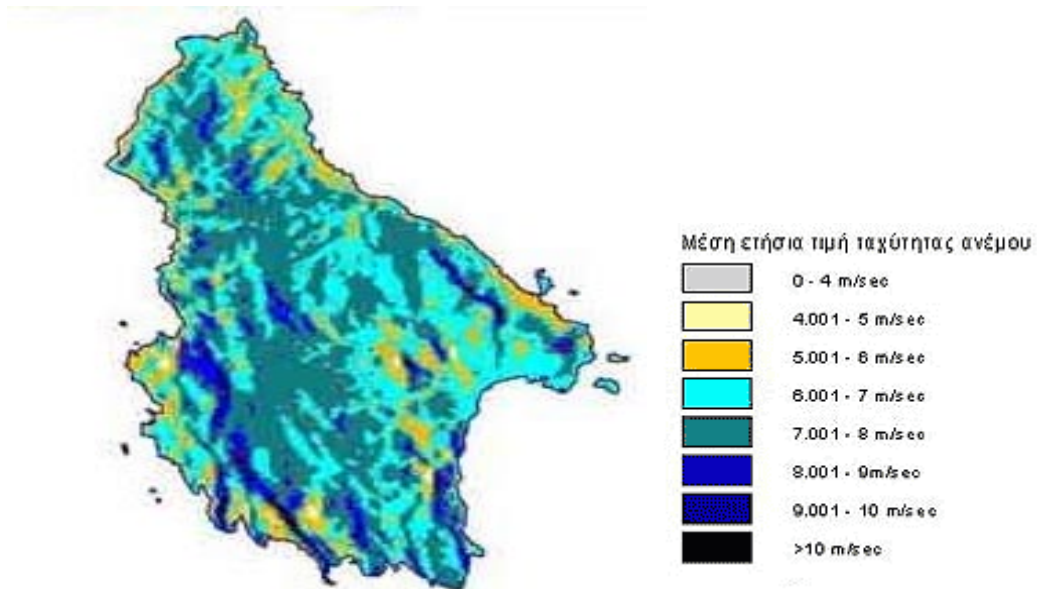 Μέση ετήσια τιμή ταχύτητας ανέμου
0 - 4 m/sec
4.001 - 5 m/sec
5.001 - 6 m/sec
6.001 - 7 m/sec
7.001 - 8 m/sec
8.001 - 9m/sec
9.001 - 10 m/sec
>10 m/sec